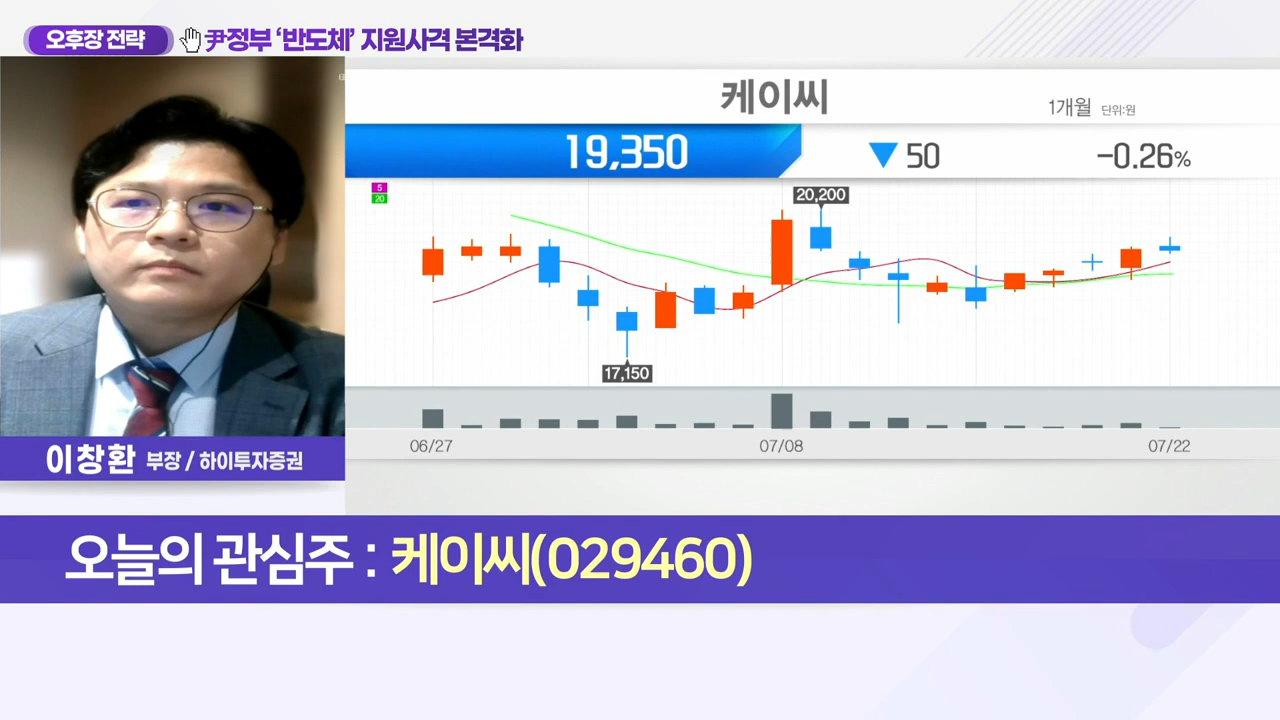 오후장 전략
尹정부 '반도체' 지원사격 본격화
케이씨
1개월 단위:원
19,350 ▼50 -0.26%
5
20
20,200
17,150
06/27 07/08 07/22
이창환 부장 / 하이투자증권
오늘의 관심주 : 케이씨(029460)